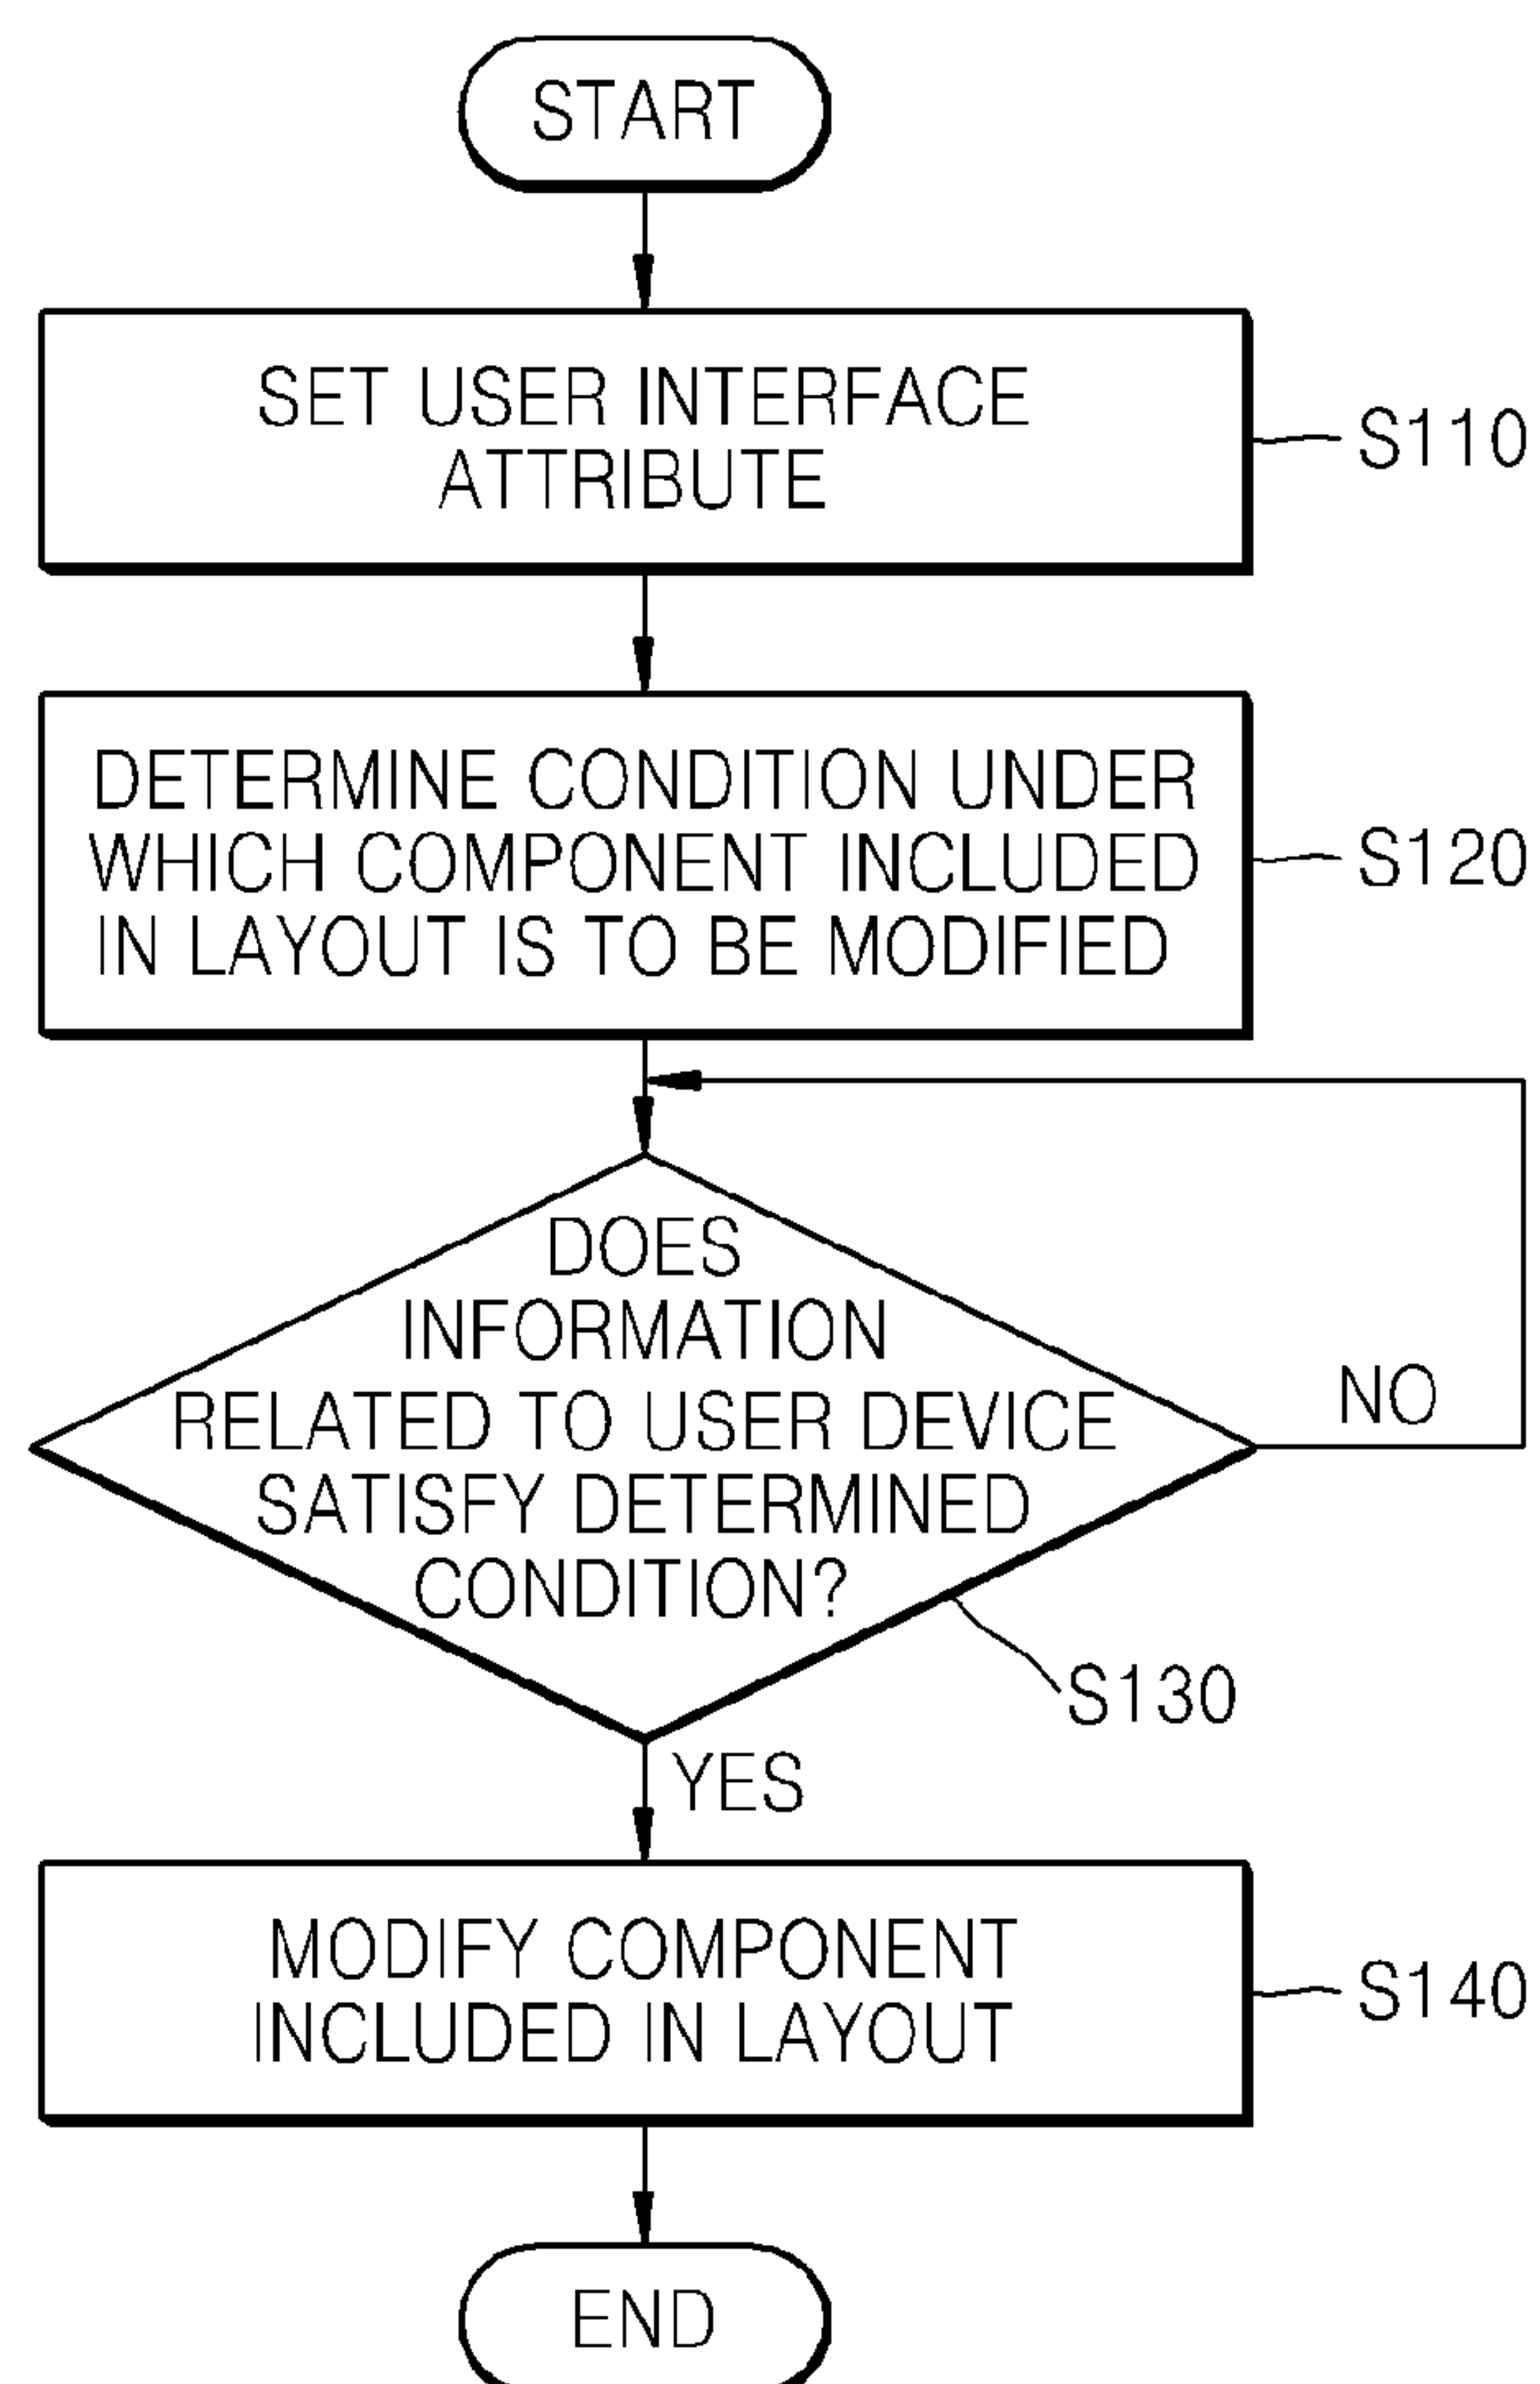 START
SET USER INTERFACE
ATTRIBUTE
S110
DETERMINE CONDITION UNDER
WHICH COMPONENT INCLUDED
IN LAYOUT IS TO BE MODIFIED
S120
DOES
INFORMATION
RELATED TO USER DEVICE
SATISFY DETERMINED
CONDITION?
NO
S130
YES
MODIFY COMPONENT
INCLUDED IN LAYOUT
S140
END